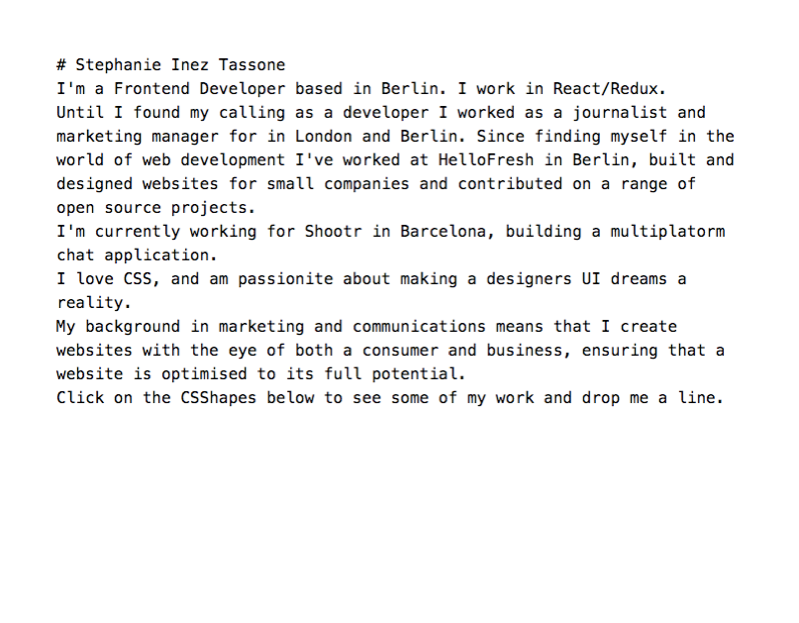 # Stephanie Inez Tassone
I'm a Frontend Developer based in Berlin. I work in React/Redux.
Until I found my calling as a developer I worked as a journalist and
marketing manager for in London and Berlin. Since finding myself in the
world of web development I've worked at HelloFresh in Berlin, built and
designed websites for small companies and contributed on a range of
open source projects.
I'm currently working for Shootr in Barcelona, building a multiplatorm
chat application.
I love CSS, and am passionite about making a designers UI dreams a
reality.
My background in marketing and communications means that I create
websites with the eye of both a consumer and business, ensuring that a
website is optimised to its full potential.
Click on the CSShapes below to see some of my work and drop me a line.